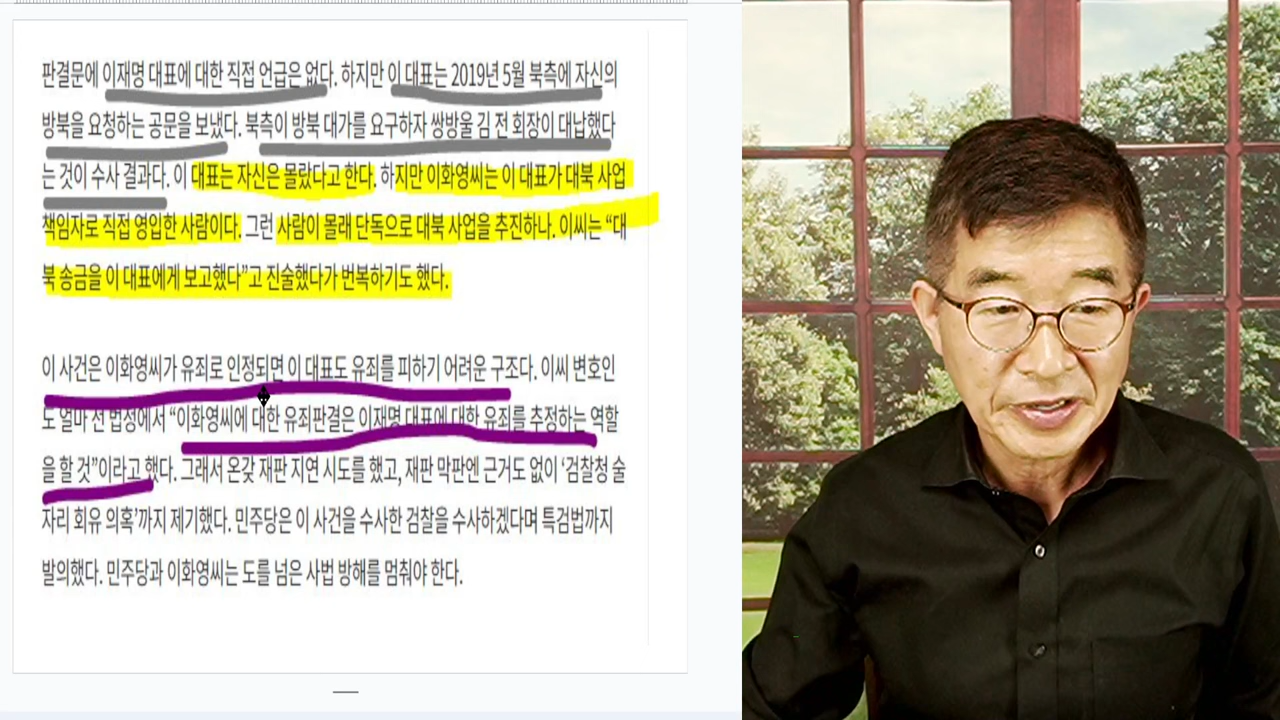 판결문에 이재명 대표에 대한 직접 언급은 없다. 하지만 이 대표는 2019년 5월 북측에 자신의
방북을 요청하는 공문을 보냈다. 북측이 방북 대가를 요구하자 쌍방울 김 전 회장이 대납했다
는 것이 수사 결과다. 이 대표는 자신은 몰랐다고 한다. 하지만 이화영씨는 이 대표가 대북 사업
책임자로 직접 영입한 사람이다. 그런 사람이 몰래 단독으로 대북 사업을 추진하나. 이씨는 “대
북 송금을 이 대표에게 보고했다”고 진술했다가 번복하기도 했다.
이 사건은 이화영씨가 유죄로 인정되면 이 대표도 유죄를 피하기 어려운 구조다. 이씨 변호인
도 얼마 전 법정에서 “이화영씨에 대한 유죄판결은 이재명 대표에 대한 유죄를 추정하는 역할
을 할 것”이라고 했다. 그래서 온갖 재판 지연 시도를 했고, 재판 막판엔 근거도 없이 ‘검찰청 술
자리 회유 의혹’까지 제기했다. 민주당은 이 사건을 수사한 검찰을 수사하겠다며 특검법까지
발의했다. 민주당과 이화영씨는 도를 넘은 사법 방해를 멈춰야 한다.